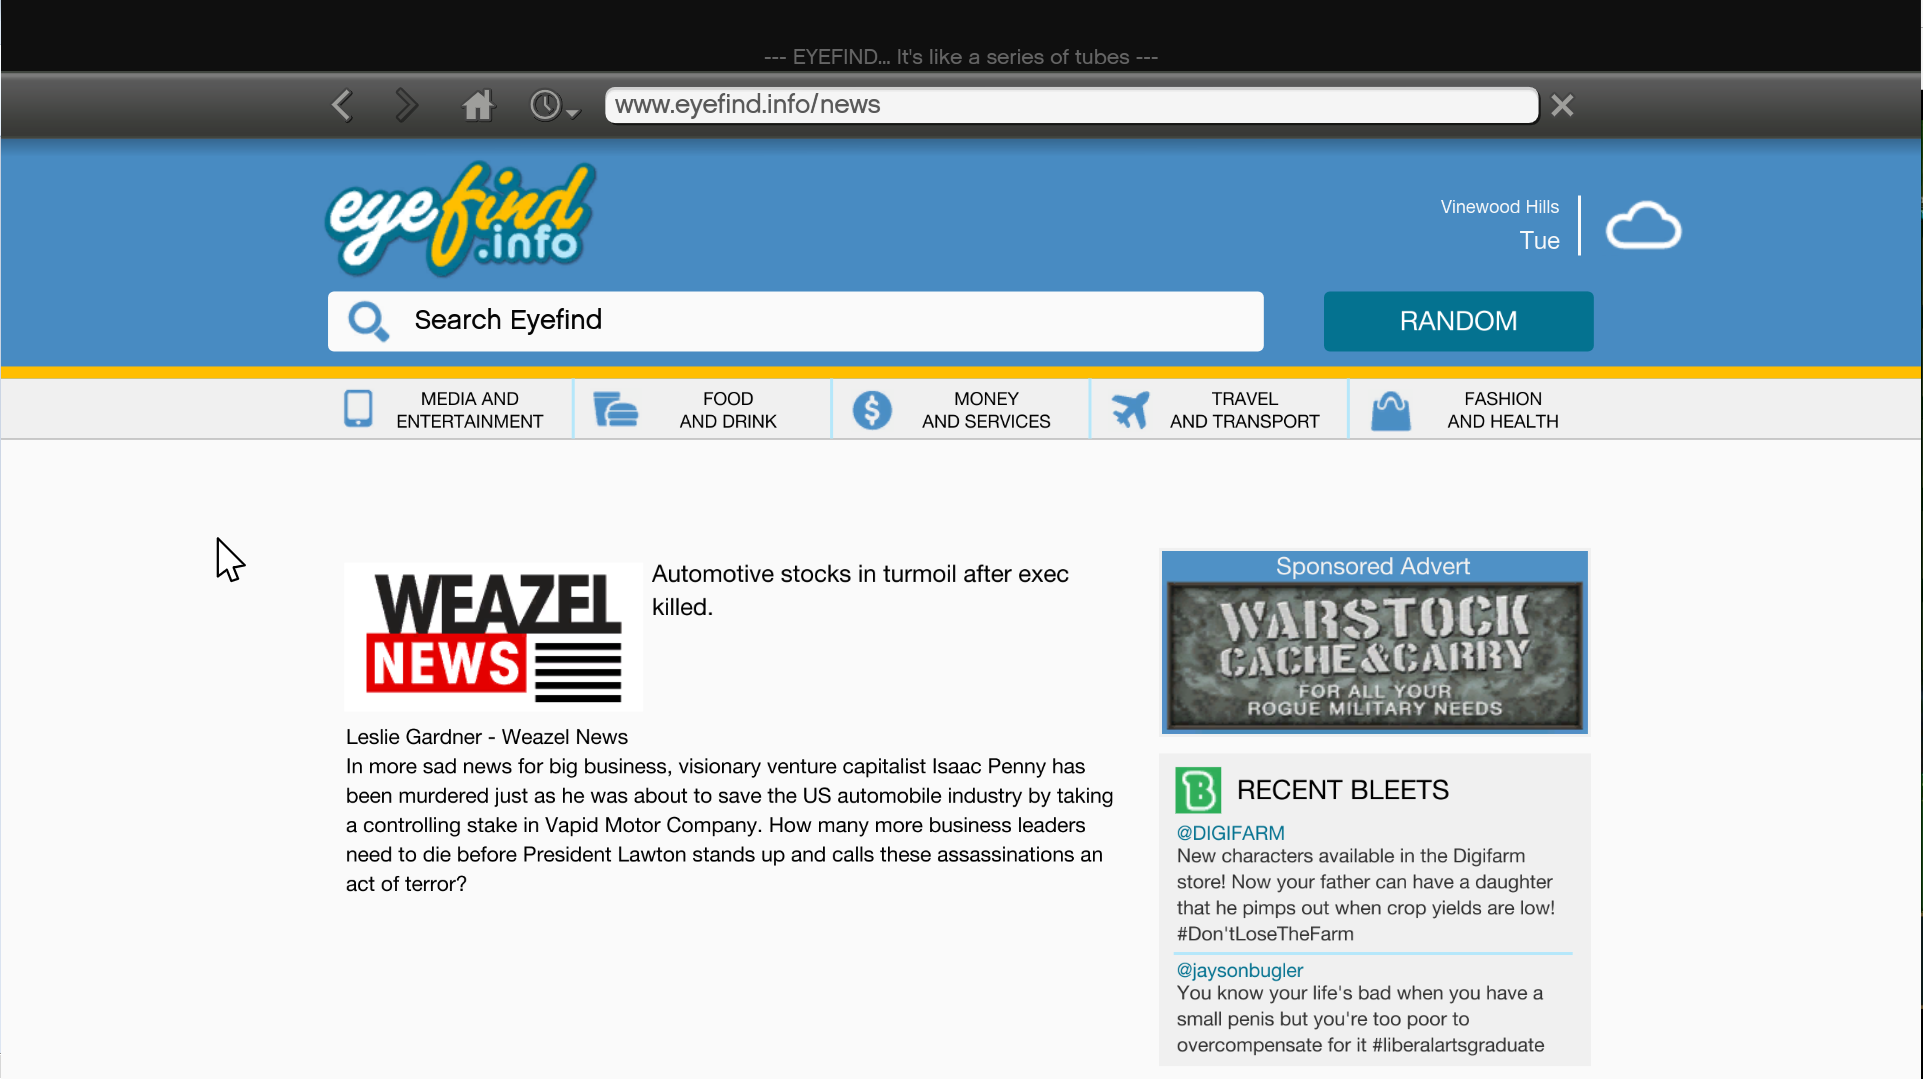 --- EYEFIND... It's like a series of tubes ---
www.eyefind.info/news
eyefind
.info
Vinewood Hills
Tue
Search Eyefind
RANDOM
MEDIA AND
ENTERTAINMENT
FOOD
AND DRINK
MONEY
AND SERVICES
TRAVEL
AND TRANSPORT
FASHION
AND HEALTH
WEAZEL
NEWS
Automotive stocks in turmoil after exec
killed.
Leslie Gardner - Weazel News
In more sad news for big business, visionary venture capitalist Isaac Penny has
been murdered just as he was about to save the US automobile industry by taking
a controlling stake in Vapid Motor Company. How many more business leaders
need to die before President Lawton stands up and calls these assassinations an
act of terror?
Sponsored Advert
WARSTOCK
CACHE&CARRY
FOR ALL YOUR
ROGUE MILITARY NEEDS
B
RECENT BLEETS
@DIGIFARM
New characters available in the Digifarm
store! Now your father can have a daughter
that he pimps out when crop yields are low!
#Don'tLoseTheFarm
@jaysonbugler
You know your life's bad when you have a
small penis but you're too poor to
overcompensate for it #liberalartsgraduate